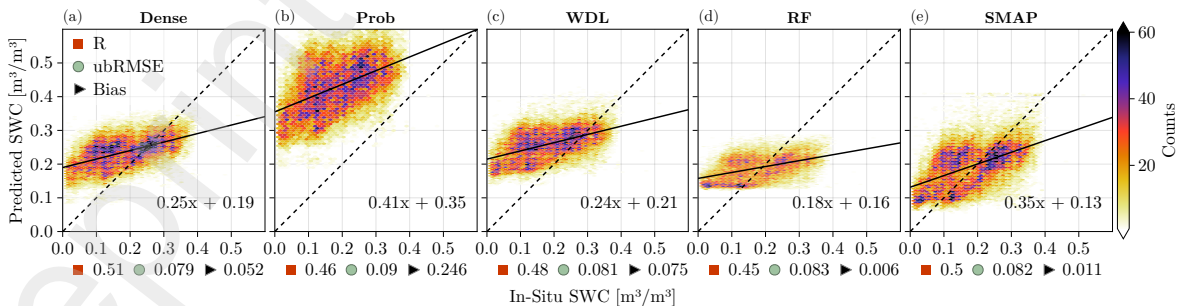 (a) Dense (b) Prob (c) WDL (d) RF (e) SMAP
R
ubRMSE
Bias
Predicted SWC [m³/m³]
0.5
0.4
0.3
0.2
0.1
0.0
0.25x + 0.19
0.41x + 0.35
0.24x + 0.21
0.18x + 0.16
0.35x + 0.13
60
40
20
Counts
0.0 0.1 0.2 0.3 0.4 0.5 0.0 0.1 0.2 0.3 0.4 0.5 0.0 0.1 0.2 0.3 0.4 0.5 0.0 0.1 0.2 0.3 0.4 0.5 0.0 0.1 0.2 0.3 0.4 0.5
0.51 0.079 0.052 0.46 0.09 0.246 0.48 0.081 0.075 0.45 0.083 0.006 0.5 0.082 0.011
In-Situ SWC [m³/m³]